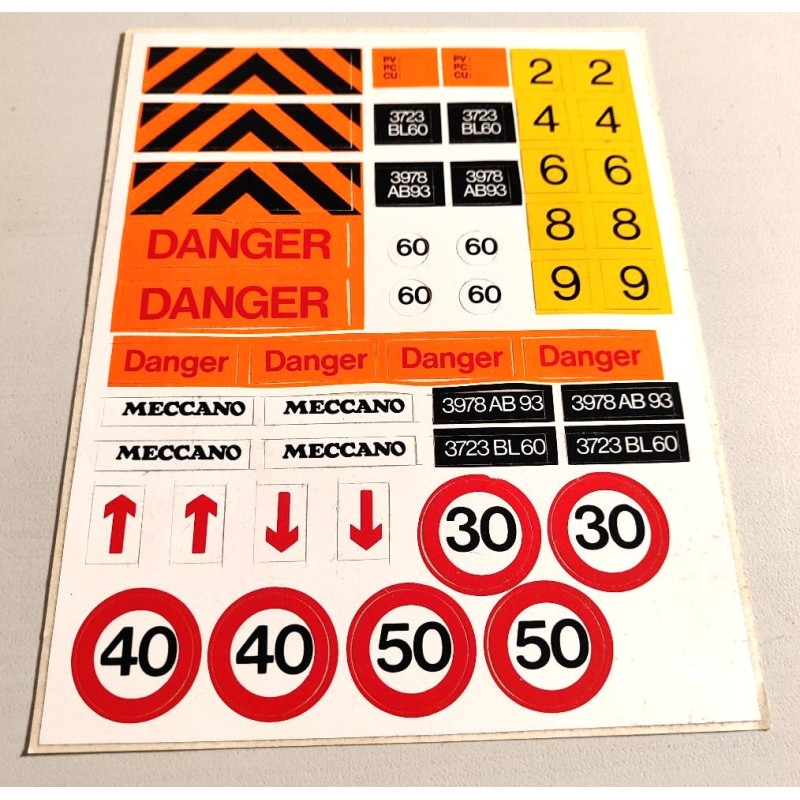 PV: PV:
PC: PC:
CU: CU:
2 2
3723 3723
BL60 BL60
4 4
3978 3978
AB93 AB93
6 6
DANGER
60 60
8 8
DANGER
60 60
9 9
Danger Danger Danger Danger
MECCANO MECCANO 3978 AB 93 3978 AB 93
MECCANO MECCANO 3723 BL60 3723 BL60
30 30
40 40 50 50